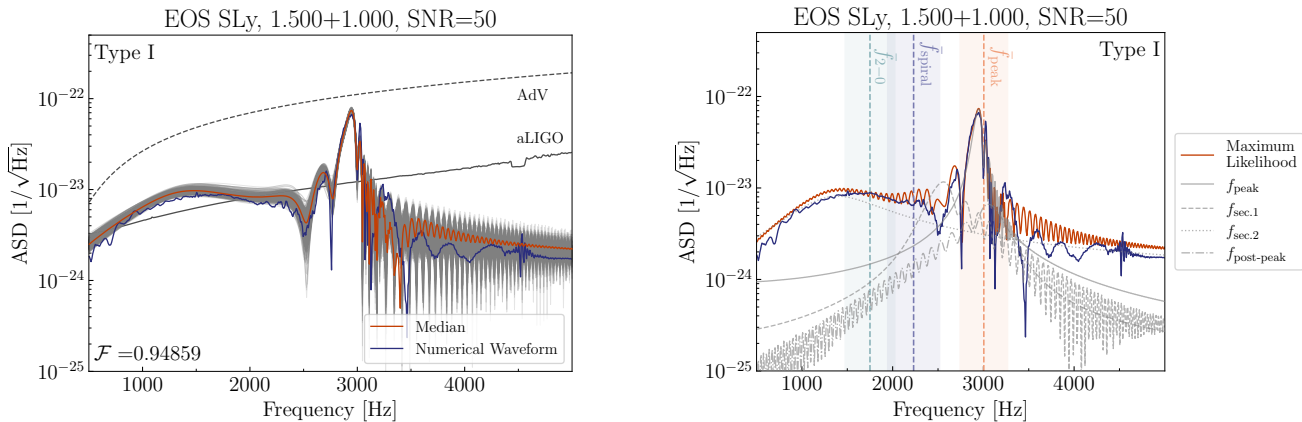 EOS SLy, 1.500+1.000, SNR=50
Type I
AdV
aLIGO
Median
Numerical Waveform
𝓕 =0.94859
10⁻²²
10⁻²³
10⁻²⁴
10⁻²⁵
1000 2000 3000 4000
ASD [1/√Hz]
Frequency [Hz]
EOS SLy, 1.500+1.000, SNR=50
Type I
f̄₂₋₀
f̄spiral
f̄peak
10⁻²²
10⁻²³
10⁻²⁴
10⁻²⁵
1000 2000 3000 4000
ASD [1/√Hz]
Frequency [Hz]
Maximum
Likelihood
fpeak
fsec.1
fsec.2
fpost-peak